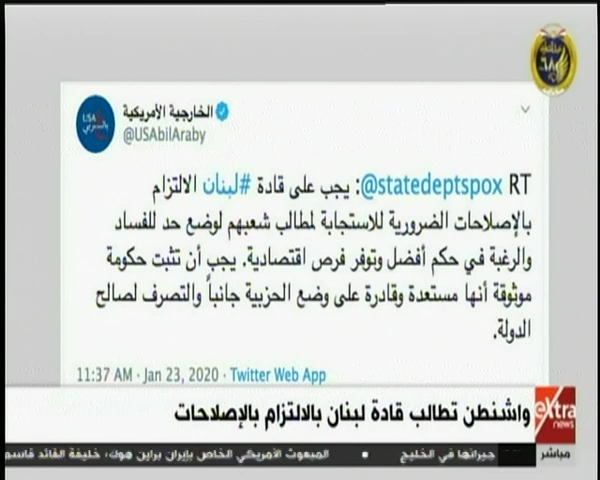 الخارجية الأمريكية
@USAbilAraby
RT @statedeptspox: يجب على قادة #لبنان الالتزام
بالإصلاحات الضرورية للاستجابة لمطالب شعبهم لوضع حد للفساد
والرغبة في حكم أفضل وتوفر فرص اقتصادية. يجب أن تثبت حكومة
موثوقة أنها مستعدة وقادرة على وضع الحزبية جانباً والتصرف لصالح
الدولة.
11:37 AM · Jan 23, 2020 · Twitter Web App
واشنطن تطالب قادة لبنان بالالتزام بالإصلاحات
eXtra
news
مباشر
جيرانها في الخليج ■ المبعوث الأمريكي الخاص بإيران براين هوك: خليفة القائد قاسم